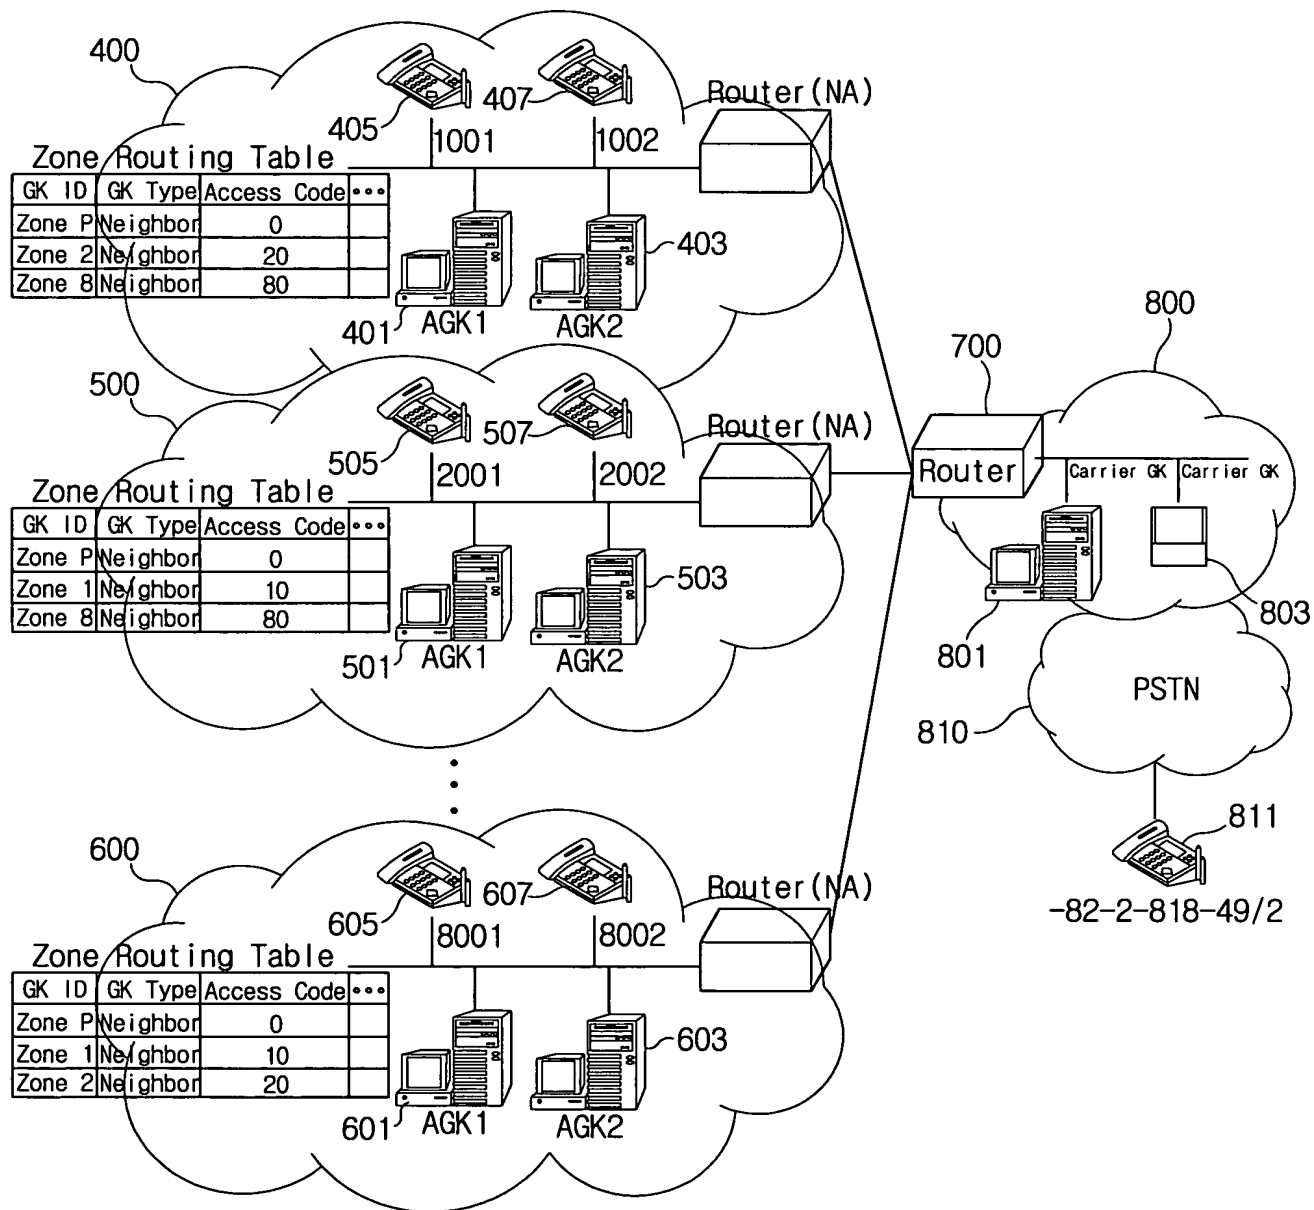 400
405
407
Router(NA)
1001
1002
Zone Routing Table
GK ID GK Type Access Code •••
Zone P Neighbor 0
Zone 2 Neighbor 20
Zone 8 Neighbor 80
401
AGK1
AGK2
403
500
505
507
Router(NA)
2001
2002
Zone Routing Table
GK ID GK Type Access Code •••
Zone P Neighbor 0
Zone 1 Neighbor 10
Zone 8 Neighbor 80
501
AGK1
AGK2
503
600
605
607
Router(NA)
8001
8002
Zone Routing Table
GK ID GK Type Access Code •••
Zone P Neighbor 0
Zone 1 Neighbor 10
Zone 2 Neighbor 20
601
AGK1
AGK2
603
700
800
Router
Carrier GK
Carrier GK
801
803
PSTN
810
811
-82-2-818-49/2